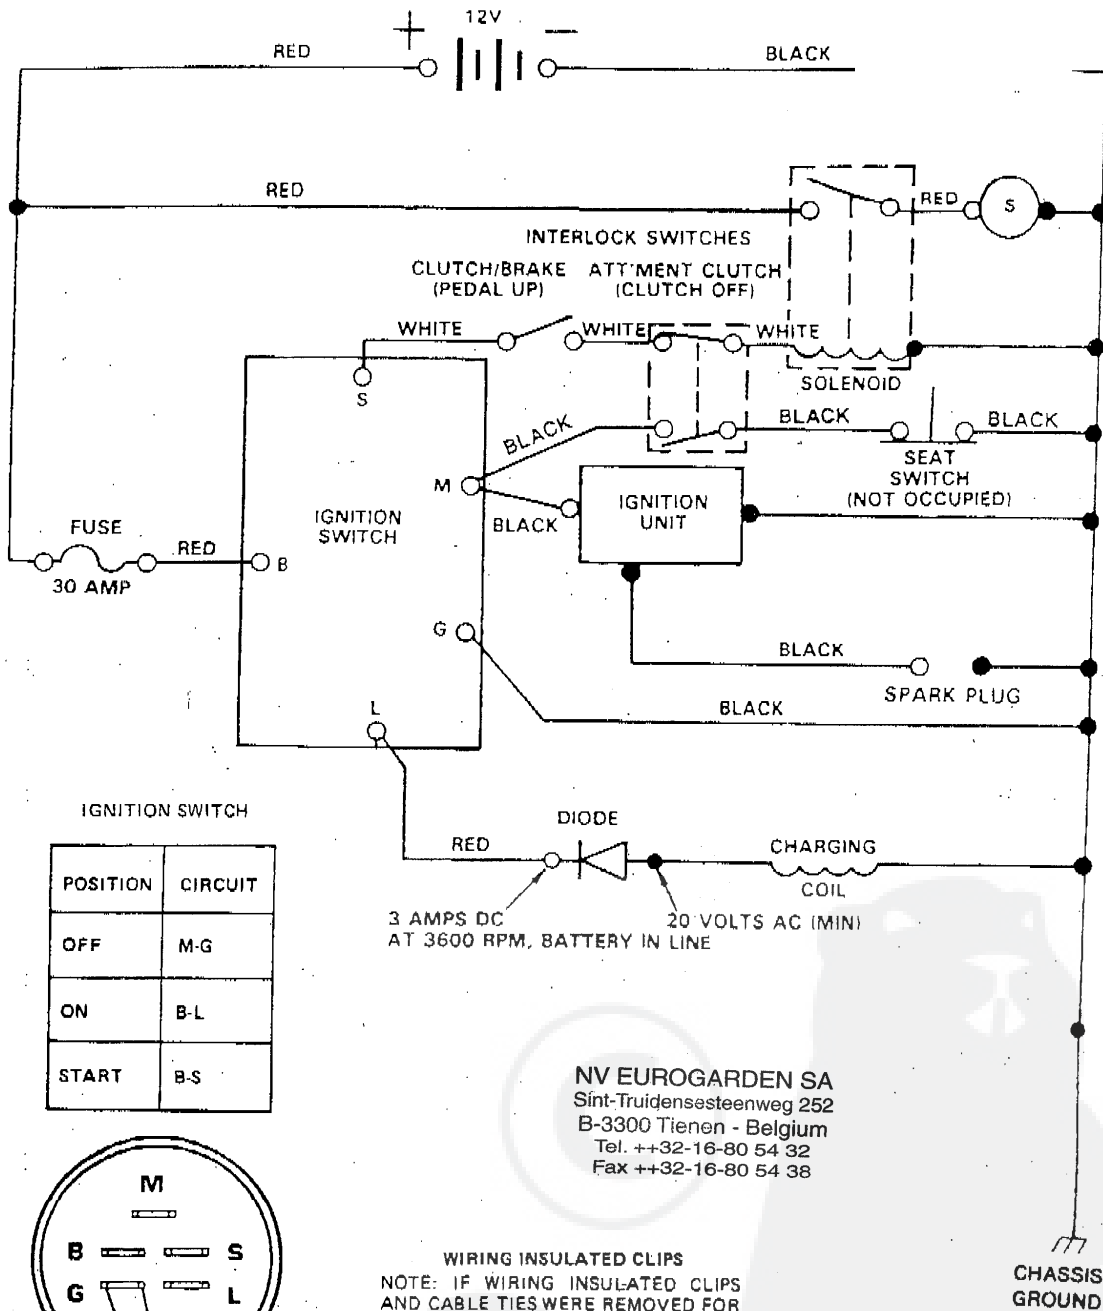 12V
+ −
RED
BLACK
RED
RED
S
INTERLOCK SWITCHES
CLUTCH/BRAKE
(PEDAL UP)
ATT'MENT CLUTCH
(CLUTCH OFF)
WHITE
WHITE
WHITE
SOLENOID
S
BLACK
BLACK
BLACK
SEAT
SWITCH
(NOT OCCUPIED)
M
BLACK
IGNITION
UNIT
IGNITION
SWITCH
FUSE
30 AMP
RED
B
G
BLACK
SPARK PLUG
BLACK
L
IGNITION SWITCH
POSITION CIRCUIT
OFF M-G
ON B-L
START B-S
RED
DIODE
CHARGING
COIL
3 AMPS DC
AT 3600 RPM, BATTERY IN LINE
20 VOLTS AC (MIN)
©
NV EUROGARDEN SA
Sint-Truidensesteenweg 252
B-3300 Tienen - Belgium
Tel. ++32-16-80 54 32
Fax ++32-16-80 54 38
M
B S
G L
WIRING INSULATED CLIPS
NOTE: IF WIRING INSULATED CLIPS
AND CABLE TIES WERE REMOVED FOR
CHASSIS
GROUND